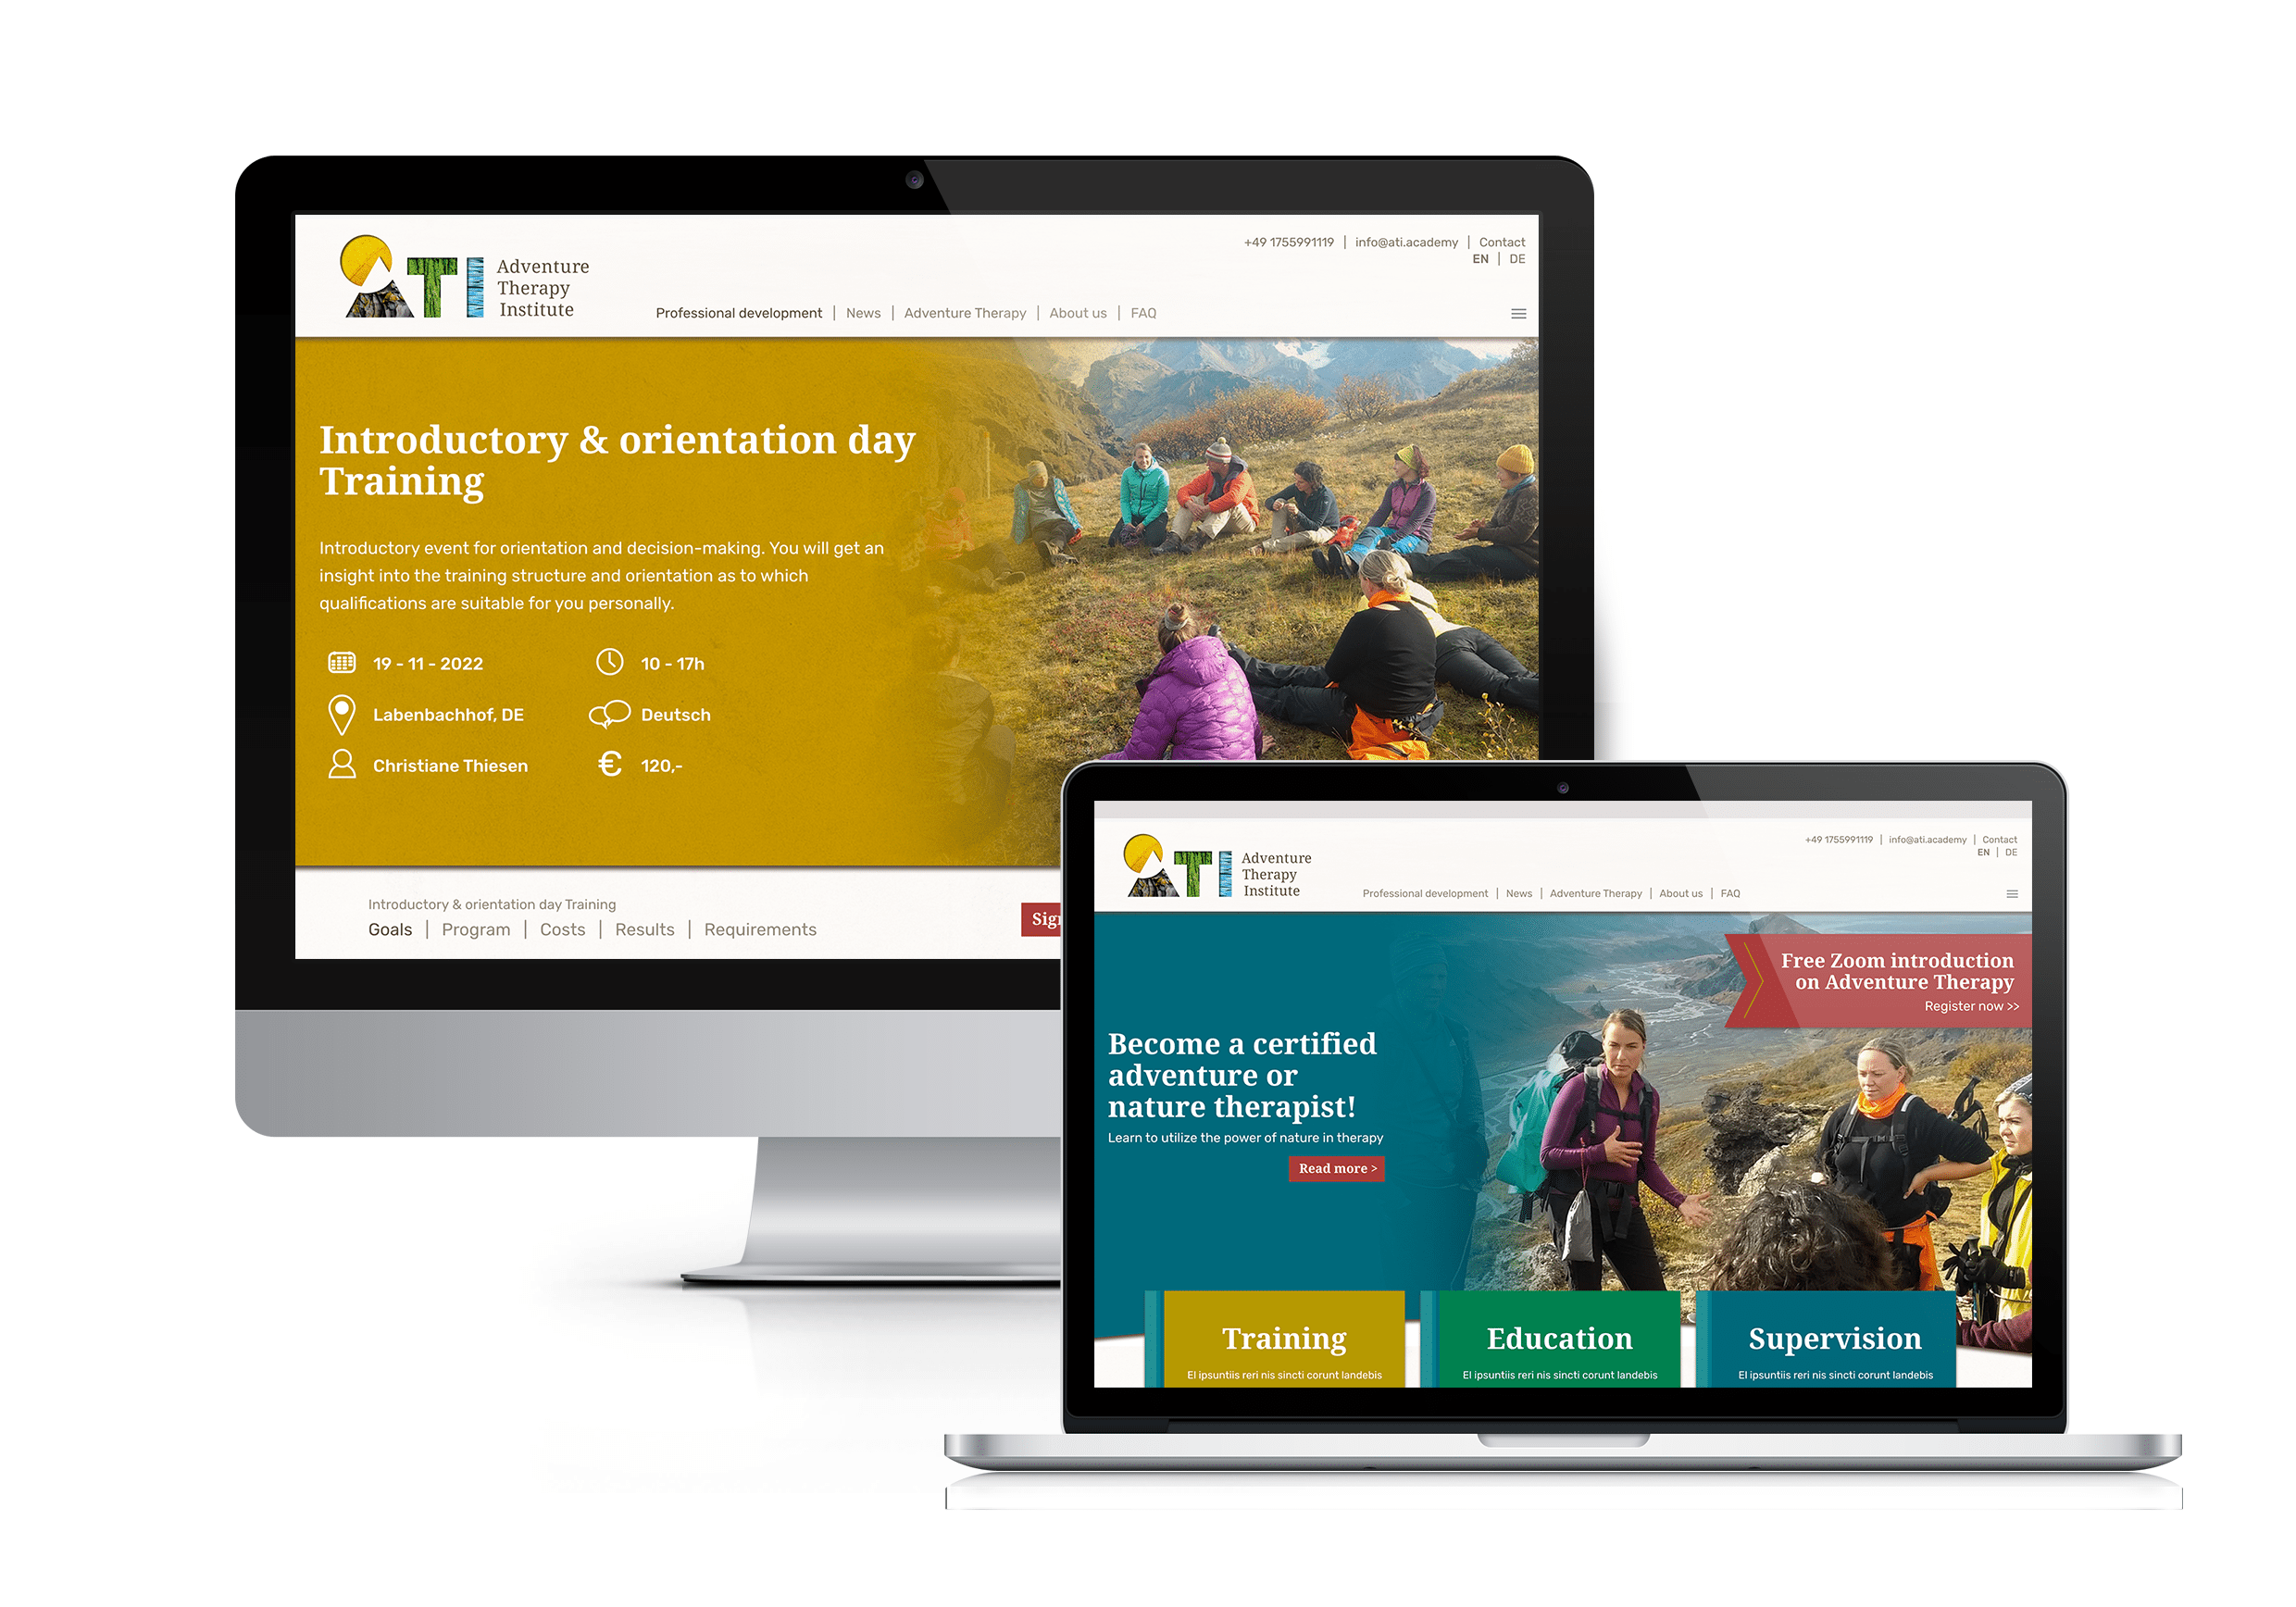 ATI
Adventure
Therapy
Institute
+49 1755991119 | info@ati.academy | Contact
EN | DE
Professional development | News | Adventure Therapy | About us | FAQ
Introductory & orientation day
Training
Introductory event for orientation and decision-making. You will get an
insight into the training structure and orientation as to which
qualifications are suitable for you personally.
19 - 11 - 2022
10 - 17h
Labenbachhof, DE
Deutsch
Christiane Thiesen
€ 120,-
Introductory & orientation day Training
Goals | Program | Costs | Results | Requirements
ATI
Adventure
Therapy
Institute
+49 1755991119 | info@ati.academy | Contact
EN | DE
Professional development | News | Adventure Therapy | About us | FAQ
Free Zoom introduction
on Adventure Therapy
Register now >>
Become a certified
adventure or
nature therapist!
Learn to utilize the power of nature in therapy
Read more >
Training
El ipsuntiis reri nis sincti corunt landebis
Education
El ipsuntiis reri nis sincti corunt landebis
Supervision
El ipsuntiis reri nis sincti corunt landebis